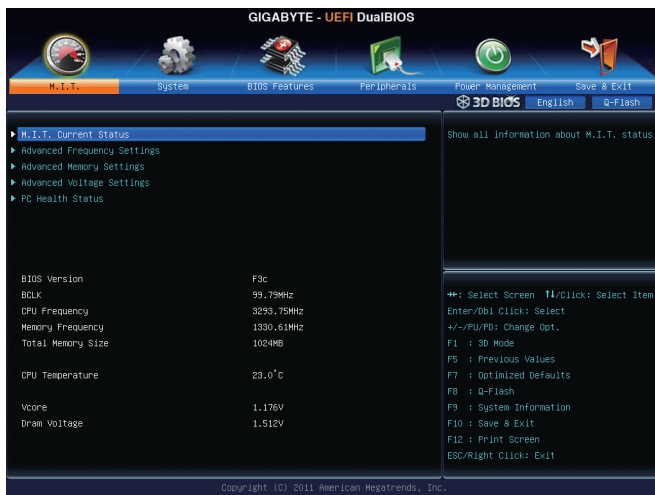 GIGABYTE - UEFI DualBIOS
M.I.T. System BIOS Features Peripherals Power Management Save & Exit
3D BIOS English Q-Flash
M.I.T. Current Status
Advanced Frequency Settings
Advanced Memory Settings
Advanced Voltage Settings
PC Health Status
Show all information about M.I.T. status
BIOS Version F3c
BCLK 99.79MHz
CPU Frequency 3293.75MHz
Memory Frequency 1330.61MHz
Total Memory Size 1024MB
CPU Temperature 23.0°C
Vcore 1.176V
Dram Voltage 1.512V
→←: Select Screen ↑↓/Click: Select Item
Enter/Dbl Click: Select
+/-/PU/PD: Change Opt.
F1 : 3D Mode
F5 : Previous Values
F7 : Optimized Defaults
F8 : Q-Flash
F9 : System Information
F10 : Save & Exit
F12 : Print Screen
ESC/Right Click: Exit
Copyright (C) 2011 American Megatrends, Inc.